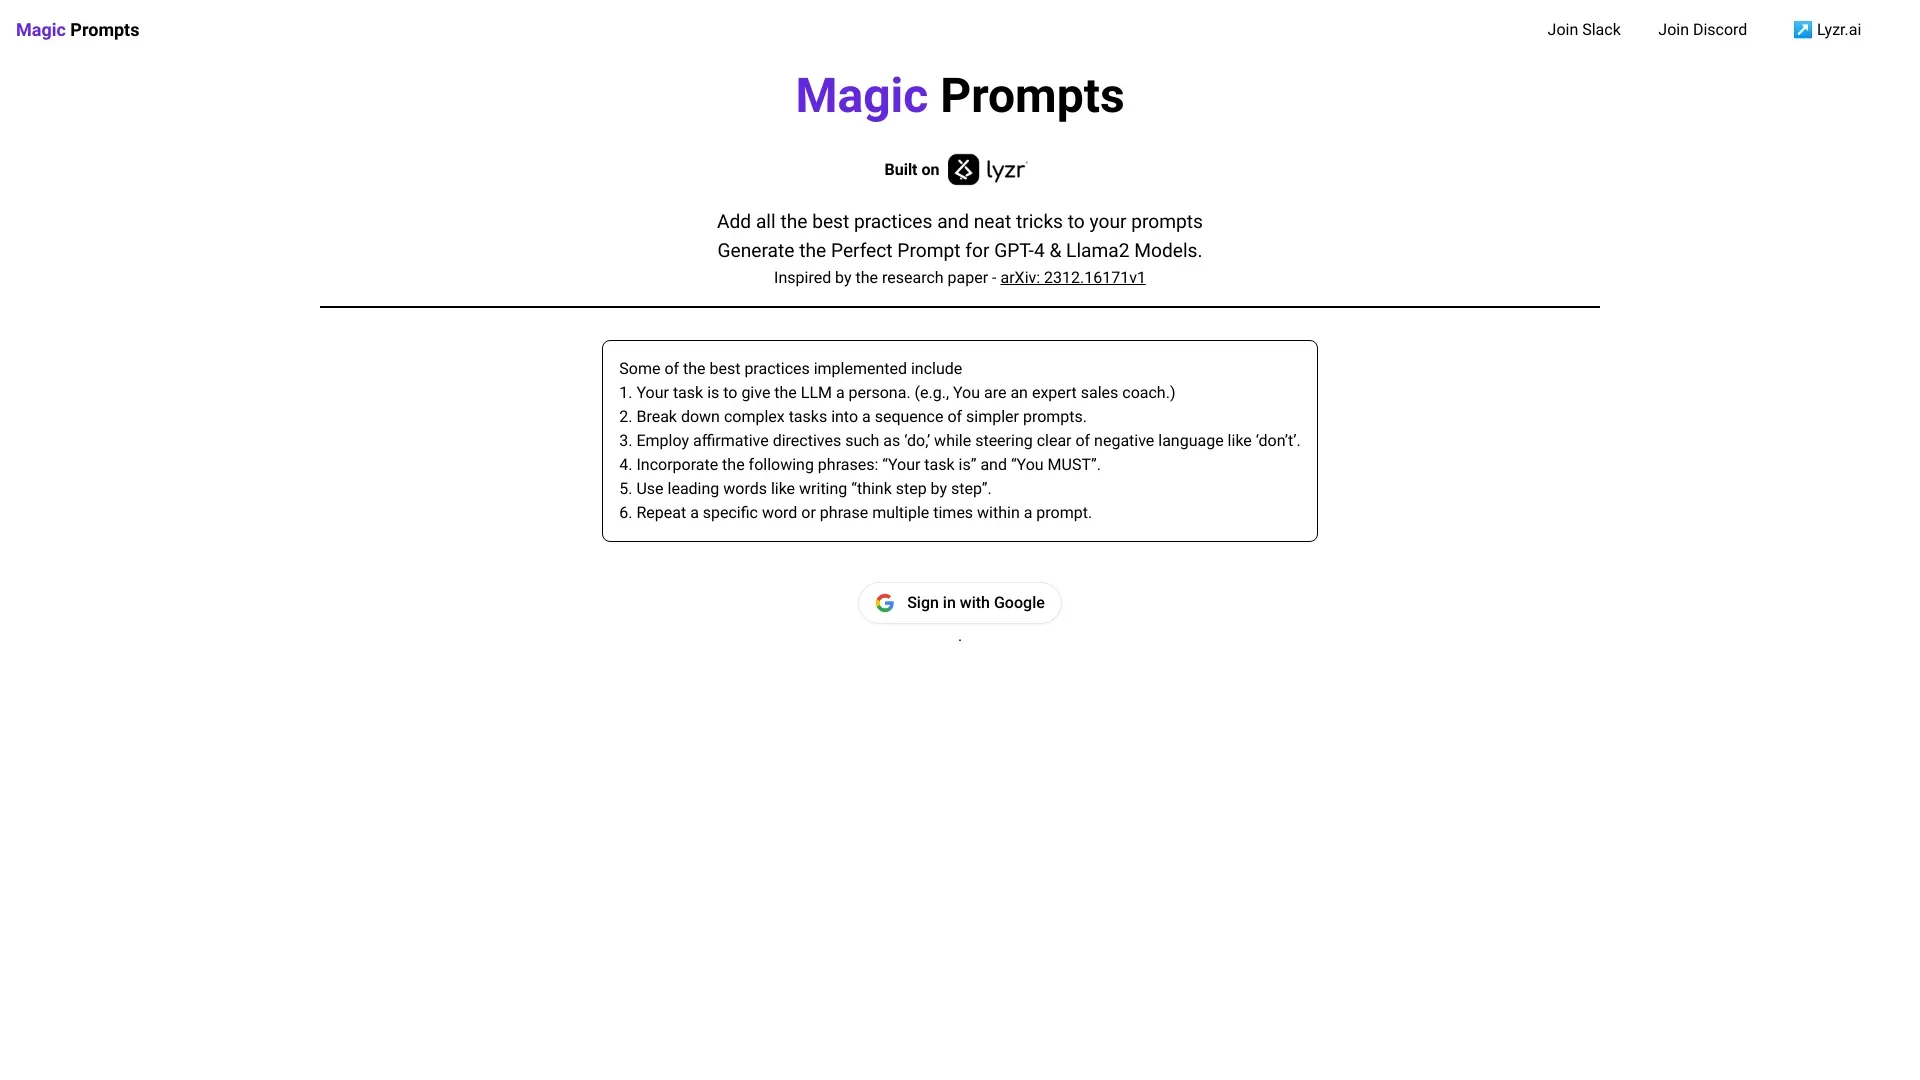 Magic Prompts
Join Slack
Join Discord
Lyzr.ai
Magic Prompts
Built on lyzr
Add all the best practices and neat tricks to your prompts
Generate the Perfect Prompt for GPT-4 & Llama2 Models.
Inspired by the research paper - arXiv: 2312.16171v1
Some of the best practices implemented include
1. Your task is to give the LLM a persona. (e.g., You are an expert sales coach.)
2. Break down complex tasks into a sequence of simpler prompts.
3. Employ affirmative directives such as ‘do,’ while steering clear of negative language like ‘don’t’.
4. Incorporate the following phrases: “Your task is” and “You MUST”.
5. Use leading words like writing “think step by step”.
6. Repeat a specific word or phrase multiple times within a prompt.
Sign in with Google
.